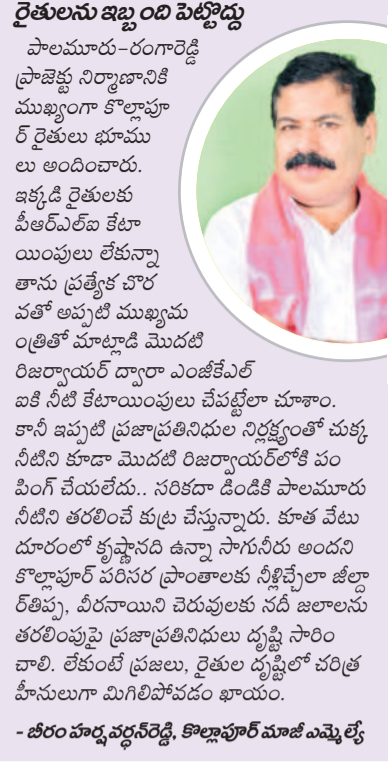 రైతులను ఇబ్బంది పెట్టొద్దు
పాలమూరు–రంగారెడ్డి
ప్రాజెక్టు నిర్మాణానికి
ముఖ్యంగా కొల్లాపూ
ర్ రైతులు భూము
లు అందించారు.
ఇక్కడి రైతులకు
పీఆర్ఎల్ఐ కేటా
యింపులు లేకున్నా
తాను ప్రత్యేక చొర
వతో అప్పటి ముఖ్యమ
ంత్రితో మాట్లాడి మొదటి
రిజర్వాయర్ ద్వారా ఎంజీకేఎల్
ఐకి నీటి కేటాయింపులు చేపట్టేలా చూశాం.
కానీ ఇప్పటి ప్రజాప్రతినిధుల నిర్లక్ష్యంతో చుక్క
నీటిని కూడా మొదటి రిజర్వాయర్‌లోకి పం
పింగ్ చేయలేదు.. సరికదా డిండికి పాలమూరు
నీటిని తరలించే కుట్ర చేస్తున్నారు. కూత వేటు
దూరంలో కృష్ణానది ఉన్నా సాగునీరు అందని
కొల్లాపూర్ పరిసర ప్రాంతాలకు నీళ్లిచ్చేలా జీల్దా
ర్‌తిప్ప, వీరనాయిని చెరువులకు నదీ జలాలను
తరలింపుపై ప్రజాప్రతినిధులు దృష్టి సారిం
చాలి. లేకుంటే ప్రజలు, రైతుల దృష్టిలో చరిత్ర
హీనులుగా మిగిలిపోవడం ఖాయం.
- బీరం హర్షవర్ధన్‌రెడ్డి, కొల్లాపూర్ మాజీ ఎమ్మెల్యే